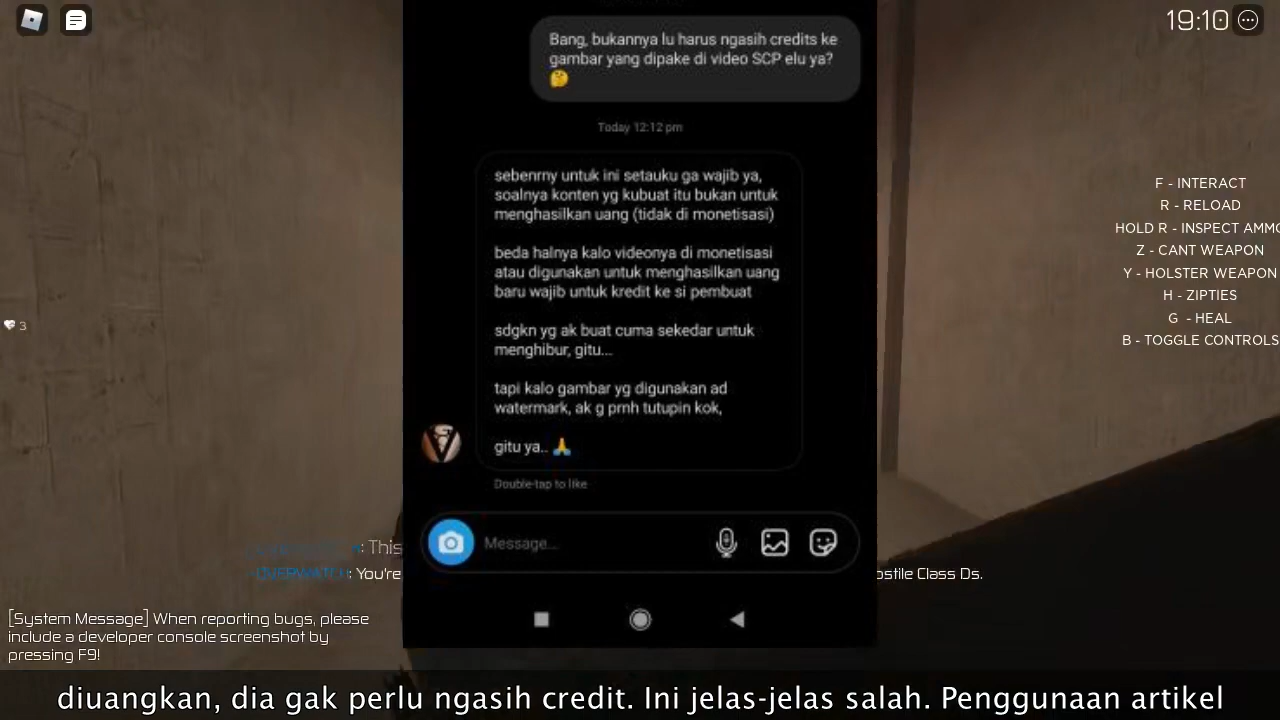 19:10
Bang, bukannya lu harus ngasih credits ke
gambar yang dipake di video SCP elu ya?
🤔
Today 12:12 pm
sebenrny untuk ini setauku ga wajib ya,
soalnya konten yg kubuat itu bukan untuk
menghasilkan uang (tidak di monetisasi)
beda halnya kalo videonya di monetisasi
atau digunakan untuk menghasilkan uang
baru wajib untuk kredit ke si pembuat
sdgkn yg ak buat cuma sekedar untuk
menghibur, gitu...
tapi kalo gambar yg digunakan ad
watermark, ak g prnh tutupin kok,
gitu ya.. 🙏
Double-tap to like
Message...
F - INTERACT
R - RELOAD
HOLD R - INSPECT AMMO
Z - CANT WEAPON
Y - HOLSTER WEAPON
H - ZIPTIES
G - HEAL
B - TOGGLE CONTROLS
3
: This
: You're ostile Class Ds.
[System Message] When reporting bugs, please
include a developer console screenshot by
pressing F9!
diuangkan, dia gak perlu ngasih credit. Ini jelas-jelas salah. Penggunaan artikel